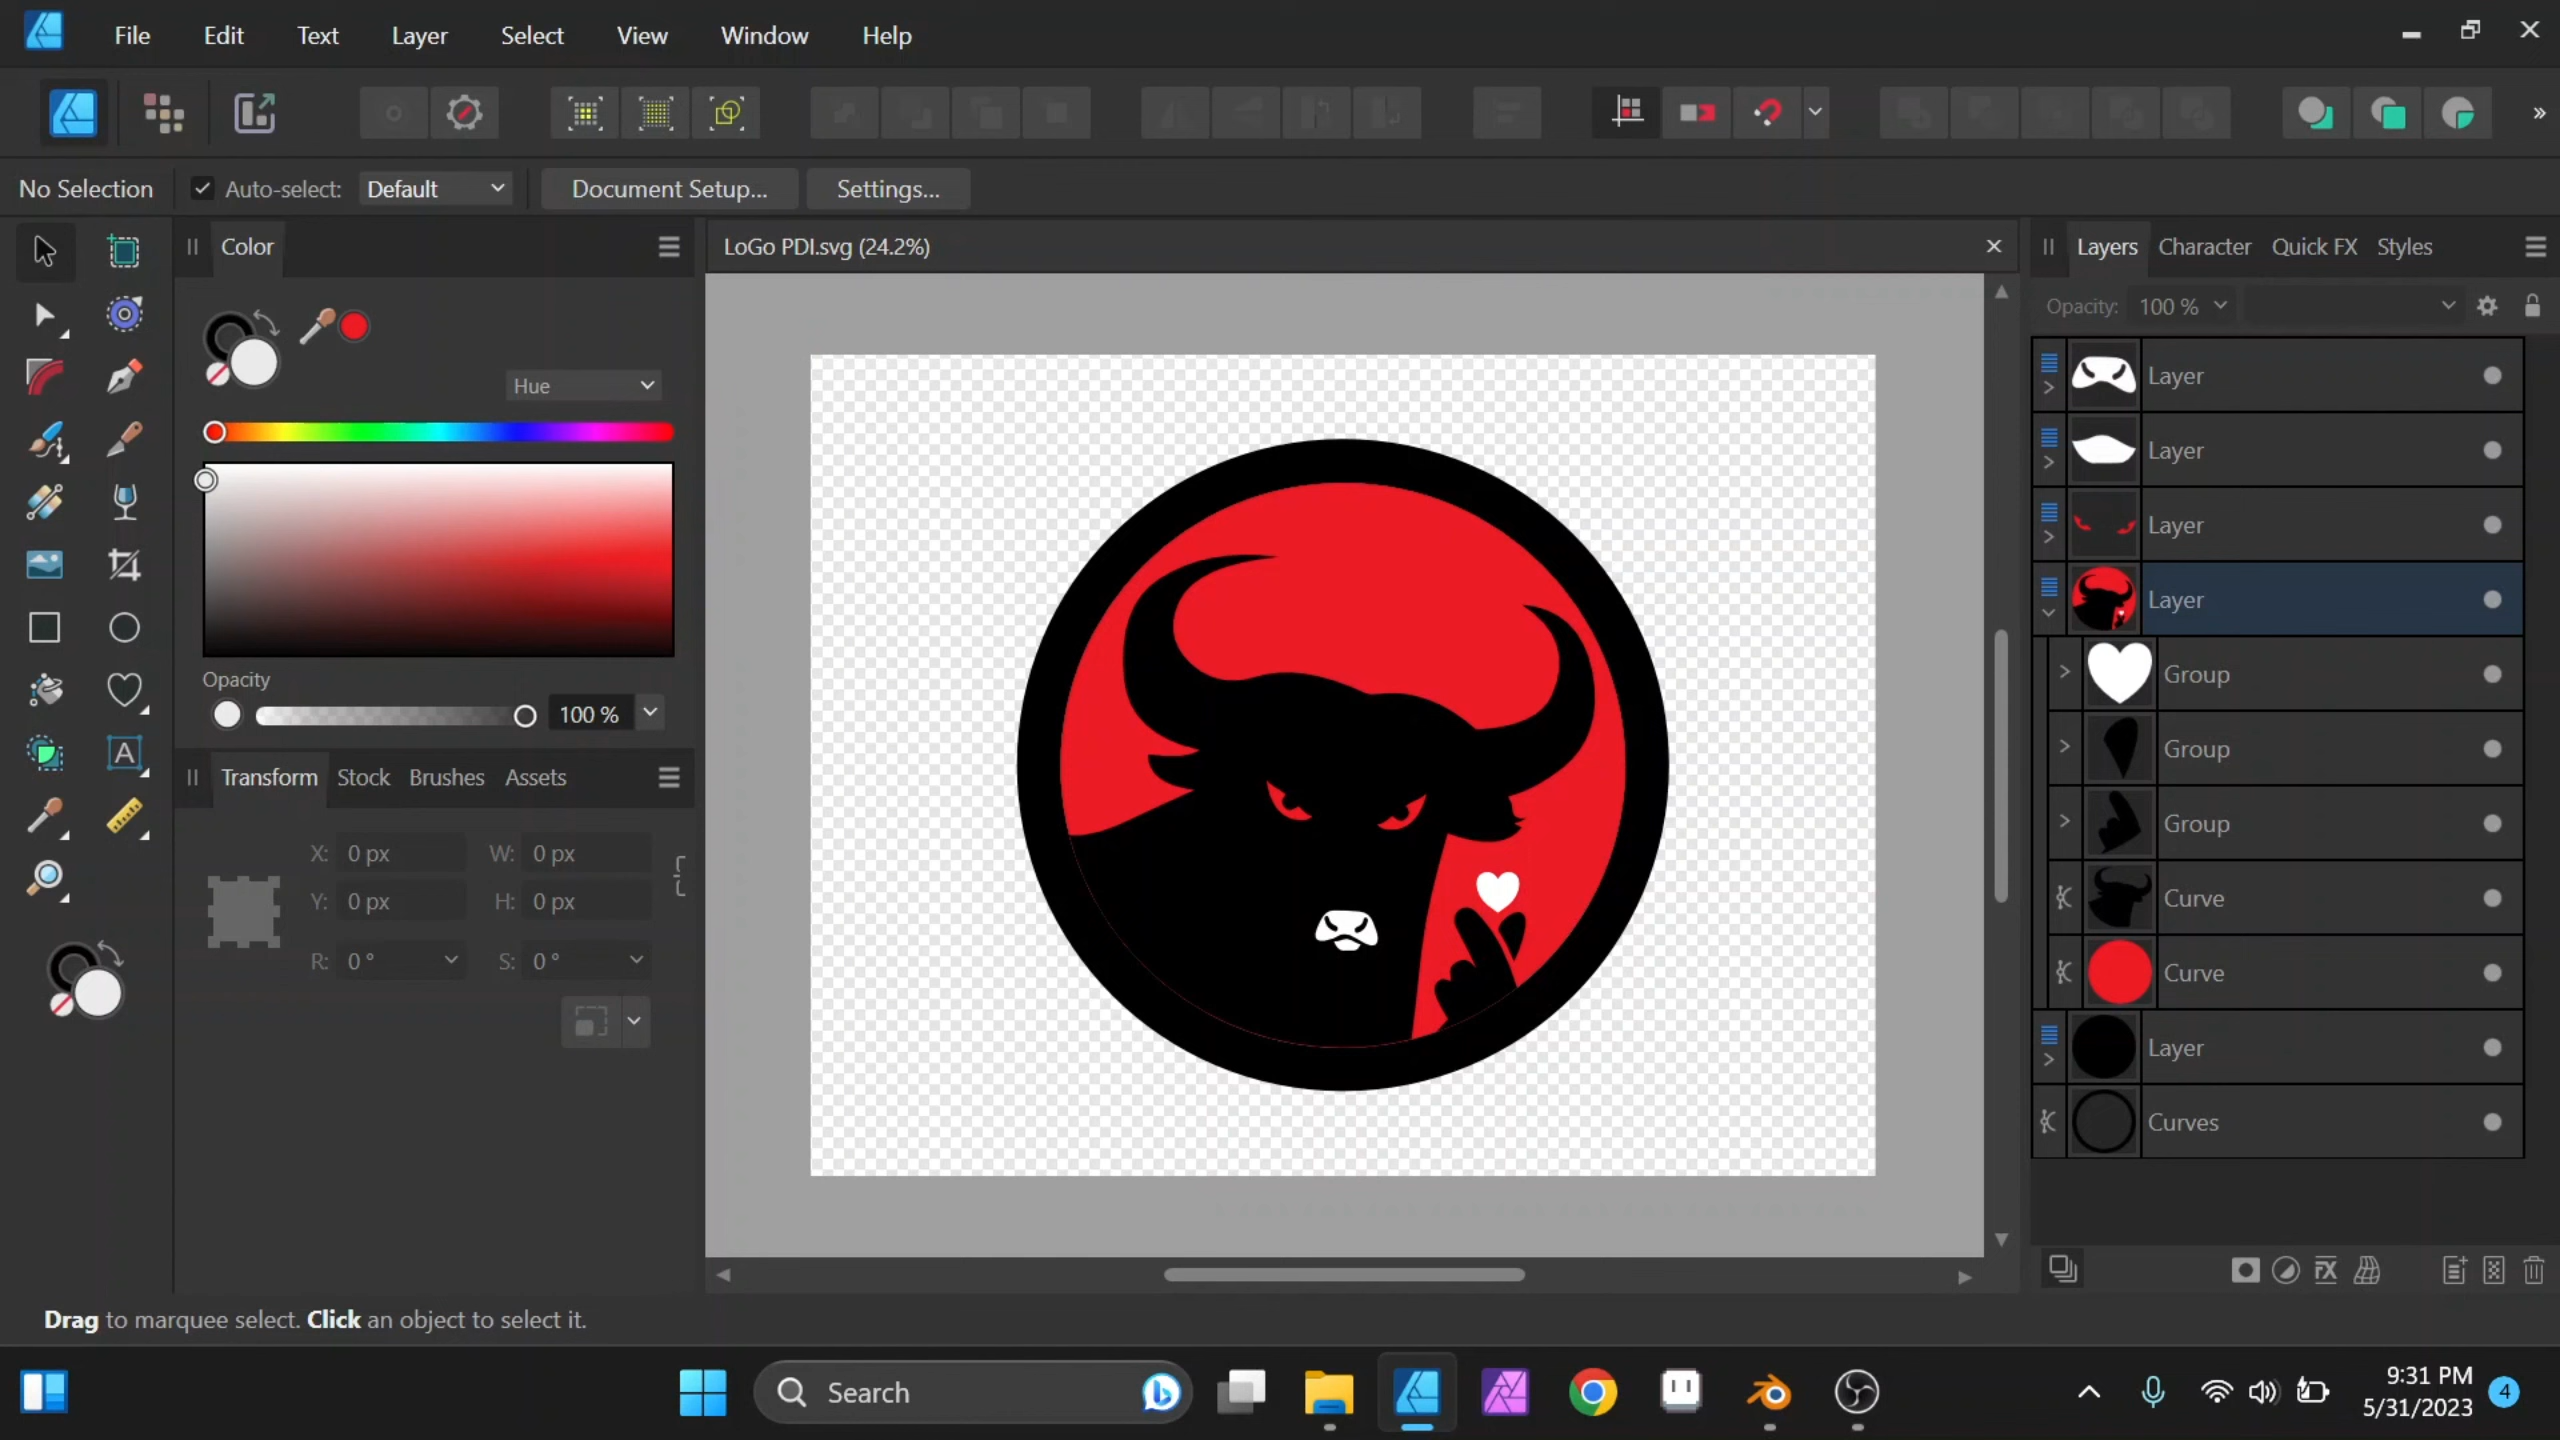 File Edit Text Layer Select View Window Help
No Selection Auto-select: Default Document Setup... Settings...
Color
LoGo PDI.svg (24.2%)
Layers Character Quick FX Styles
Opacity: 100 %
Hue
Opacity
100 %
Transform Stock Brushes Assets
X: 0 px W: 0 px
Y: 0 px H: 0 px
R: 0 ° S: 0 °
A
Layer
Layer
Layer
Layer
Group
Group
Group
Curve
Curve
Layer
Curves
FX
Drag to marquee select. Click an object to select it.
Search
9:31 PM
5/31/2023
4